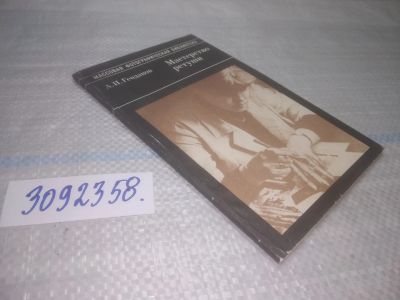 МАССОВАЯ ФОТОГРАФИЧЕСКАЯ БИБЛИОТЕКА
Мастерство
ретуши
3092358.